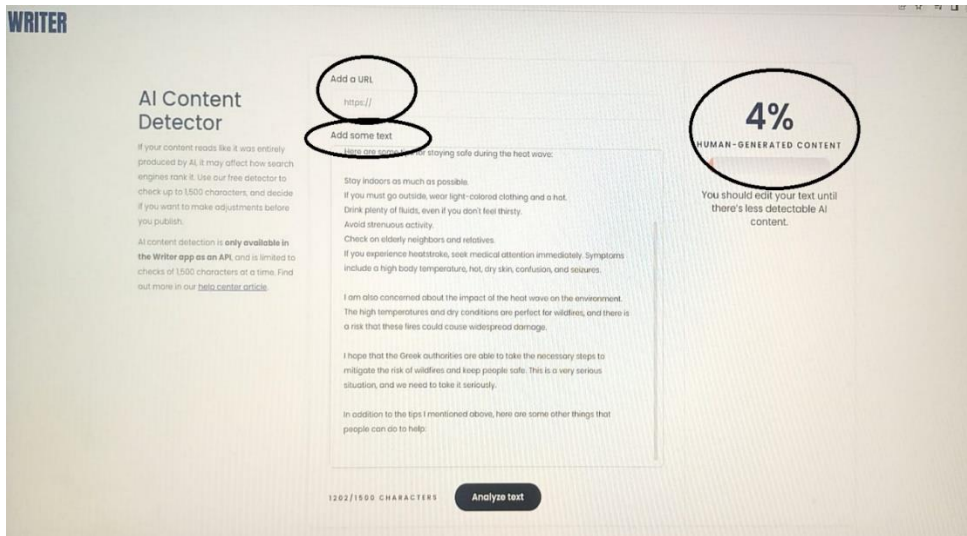 WRITER
AI Content
Detector
If your content reads like it was entirely
produced by AI, it may affect how search
engines rank it. Use our free detector to
check up to 1,500 characters, and decide
if you want to make adjustments before
you publish.
AI content detection is only available in
the Writer app as an API, and is limited to
checks of 1,500 characters at a time. Find
out more in our help center article.
Add a URL
https://
Add some text
Here are some for staying safe during the heat wave:
Stay indoors as much as possible.
If you must go outside, wear light-colored clothing and a hat.
Drink plenty of fluids, even if you don't feel thirsty.
Avoid strenuous activity.
Check on elderly neighbors and relatives.
If you experience heatstroke, seek medical attention immediately. Symptoms
include a high body temperature, hot, dry skin, confusion, and seizures.
I am also concerned about the impact of the heat wave on the environment.
The high temperatures and dry conditions are perfect for wildfires, and there is
a risk that these fires could cause widespread damage.
I hope that the Greek authorities are able to take the necessary steps to
mitigate the risk of wildfires and keep people safe. This is a very serious
situation, and we need to take it seriously.
In addition to the tips I mentioned above, here are some other things that
people can do to help:
1202/1500 CHARACTERS
Analyze text
4%
HUMAN-GENERATED CONTENT
You should edit your text until
there's less detectable AI
content.